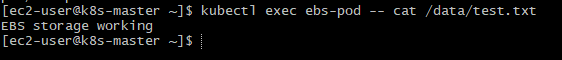 [ec2-user@k8s-master ~]$ kubectl exec ebs-pod -- cat /data/test.txt
EBS storage working
[ec2-user@k8s-master ~]$